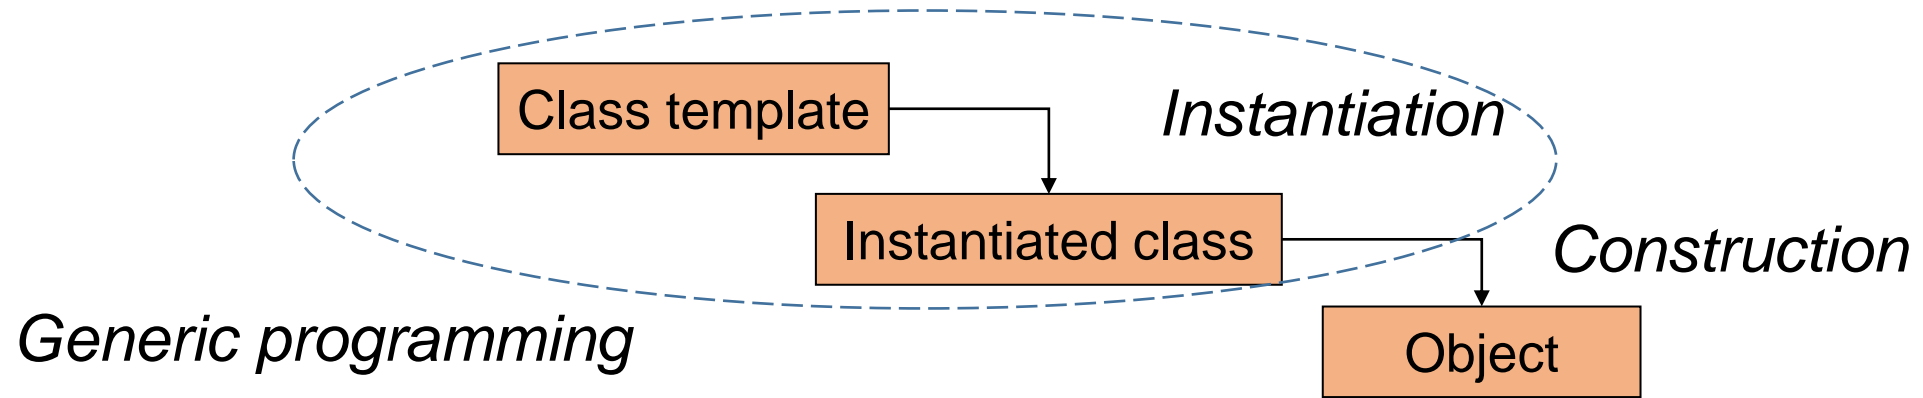 Class template
Instantiation
Instantiated class
Construction
Generic programming
Object